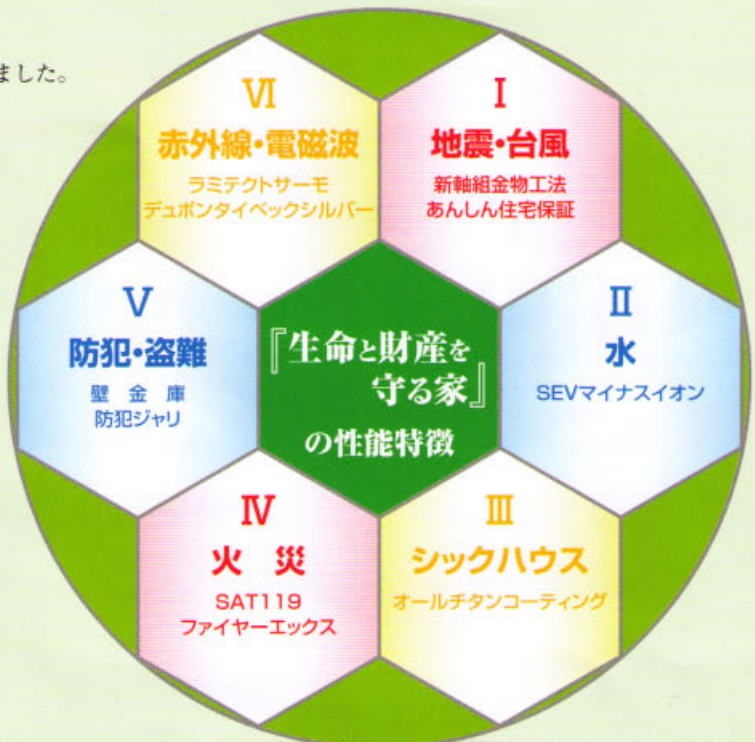 ました。
『生命と財産を
守る家』
の性能特徴
I
地震・台風
新軸組金物工法
あんしん住宅保証
II
水
SEVマイナスイオン
III
シックハウス
オールチタンコーティング
IV
火 災
SAT119
ファイヤーエックス
V
防犯・盗難
壁 金 庫
防犯ジャリ
VI
赤外線・電磁波
ラミテクトサーモ
デュポンタイベックシルバー